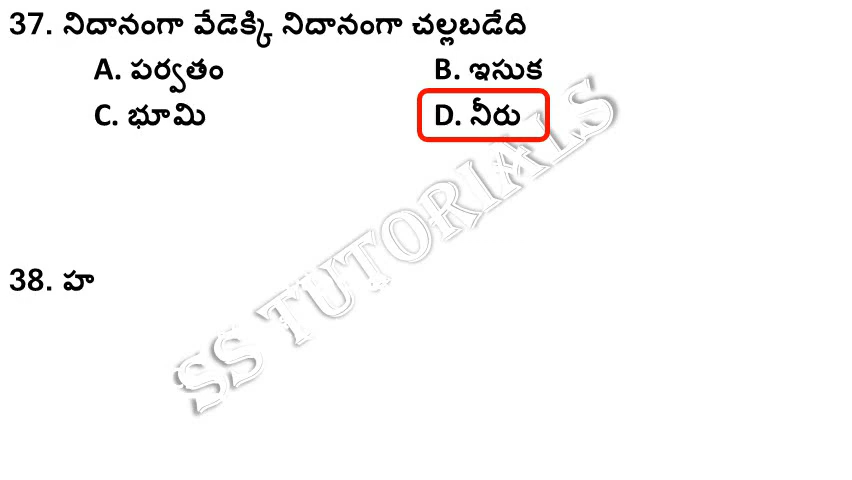 37. నిదానంగా వేడెక్కి నిదానంగా చల్లబడేది
A. పర్వతం B. ఇసుక
C. భూమి D. నీరు
SS TUTORIALS
38. హ